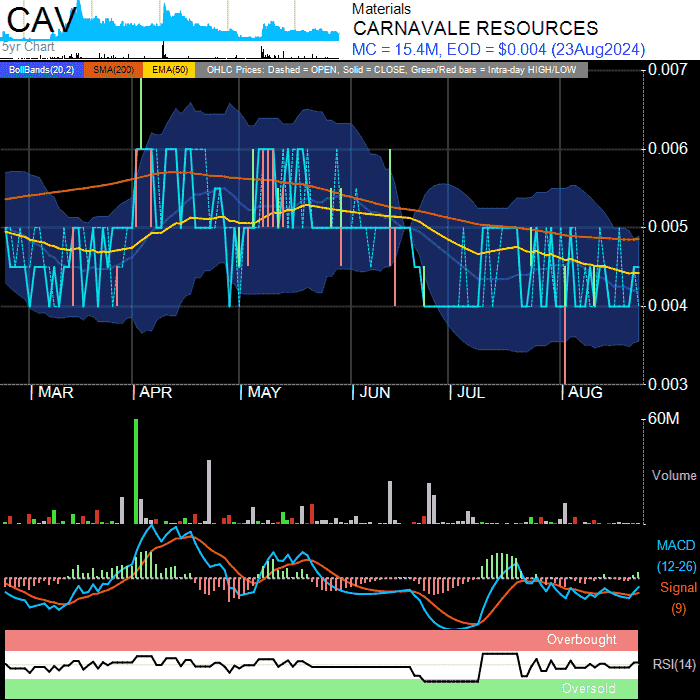 CAV
5yr Chart
Materials
CARNAVALE RESOURCES
MC = 15.4M, EOD = $0.004 (23Aug2024)
BollBands(20,2) SMA(200) EMA(50) OHLC Prices: Dashed = OPEN, Solid = CLOSE, Green/Red bars = Intra-day HIGH/LOW
0.007
0.006
0.005
0.004
0.003
MAR APR MAY JUN JUL AUG
60M
Volume
MACD
(12-26)
Signal
(9)
Overbought
RSI(14)
Oversold